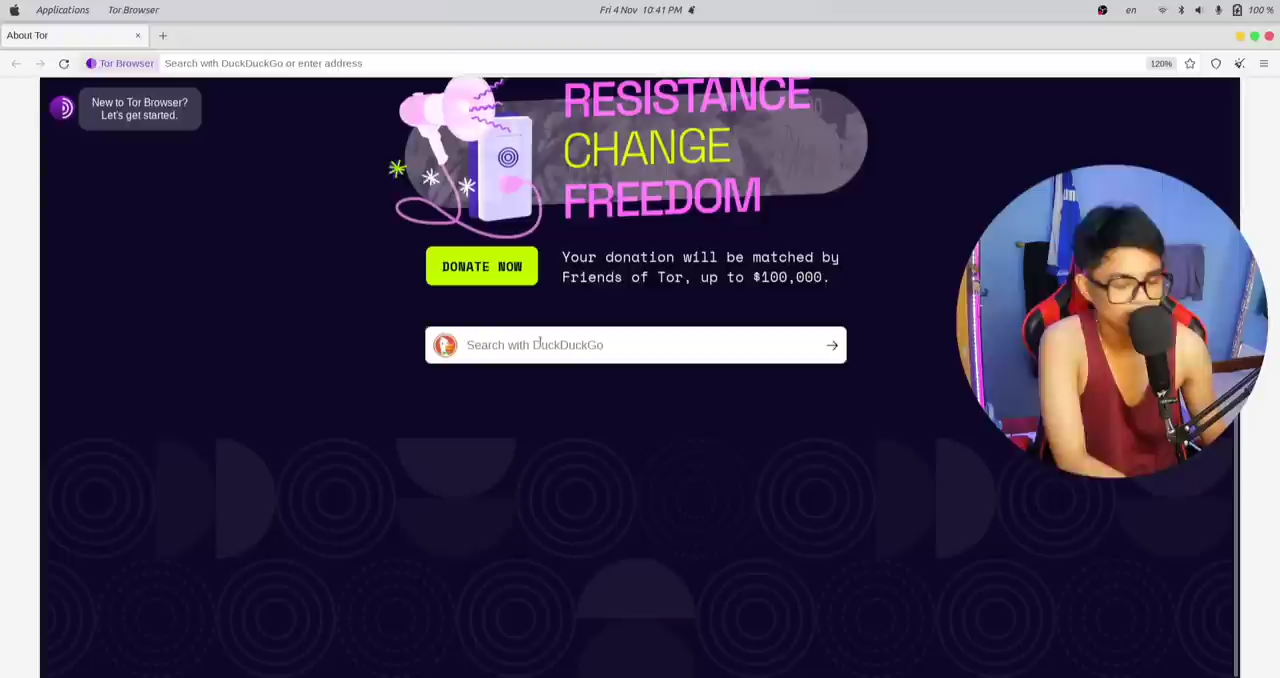 Applications Tor Browser Fri 4 Nov 10:41 PM en 100 %
About Tor
Tor Browser Search with DuckDuckGo or enter address 120%
New to Tor Browser?
Let's get started.
RESISTANCE
CHANGE
FREEDOM
DONATE NOW
Your donation will be matched by
Friends of Tor, up to $100,000.
Search with DuckDuckGo